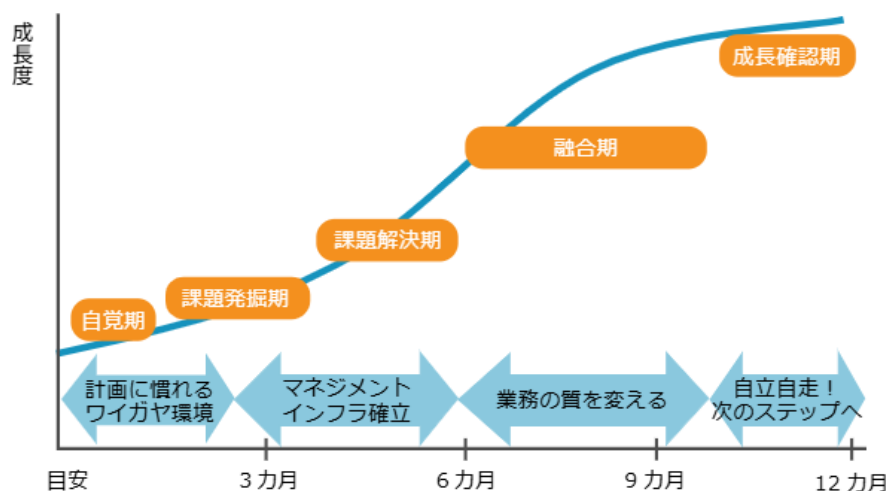 成長度
成長確認期
融合期
課題解決期
課題発掘期
自覚期
計画に慣れる
ワイガヤ環境
マネジメント
インフラ確立
業務の質を変える
自立自走！
次のステップへ
目安
3カ月
6カ月
9カ月
12カ月